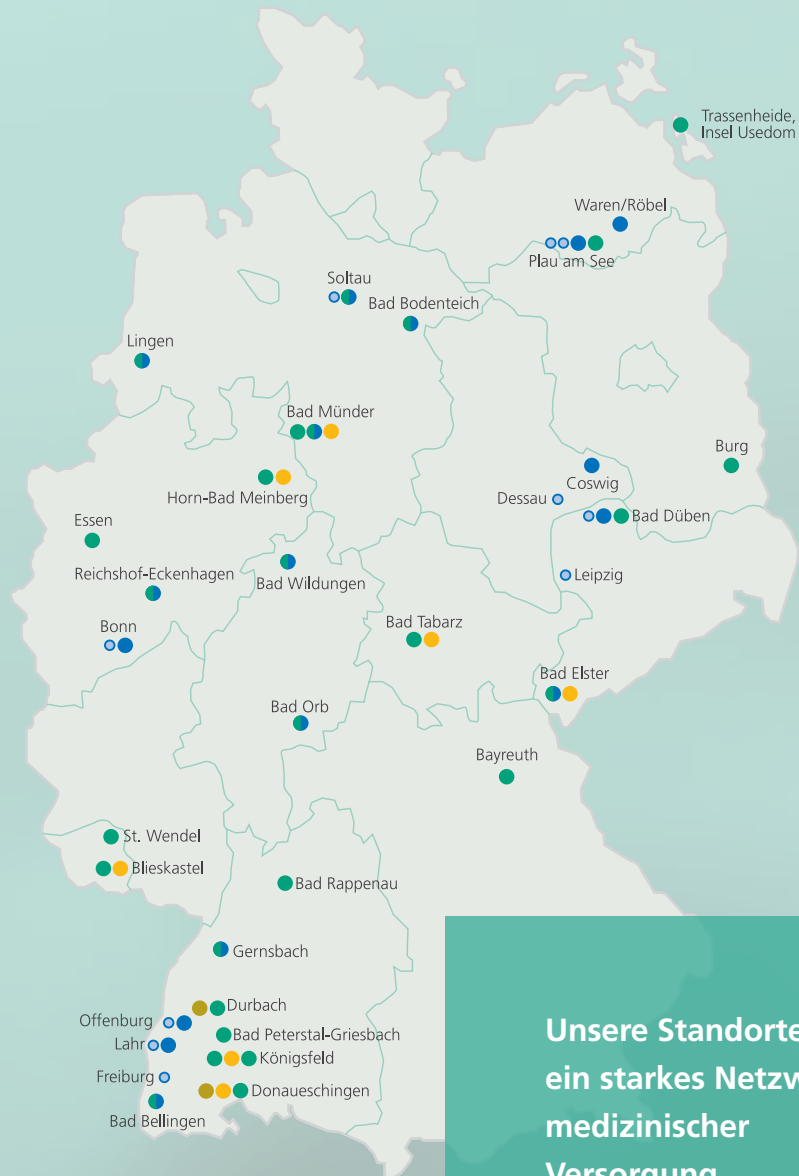 Trassenheide,
Insel Usedom
Waren/Röbel
Plau am See
Soltau
Bad Bodenteich
Lingen
Bad Münder
Burg
Coswig
Horn-Bad Meinberg
Dessau
Bad Düben
Essen
Reichshof-Eckenhagen
Bad Wildungen
Leipzig
Bonn
Bad Tabarz
Bad Elster
Bad Orb
Bayreuth
St. Wendel
Blieskastel
Bad Rappenau
Gernsbach
Durbach
Offenburg
Bad Peterstal-Griesbach
Lahr
Königsfeld
Freiburg
Donaueschingen
Bad Bellingen
Unsere Standorte
ein starkes Netzw
medizinischer
Versorgung